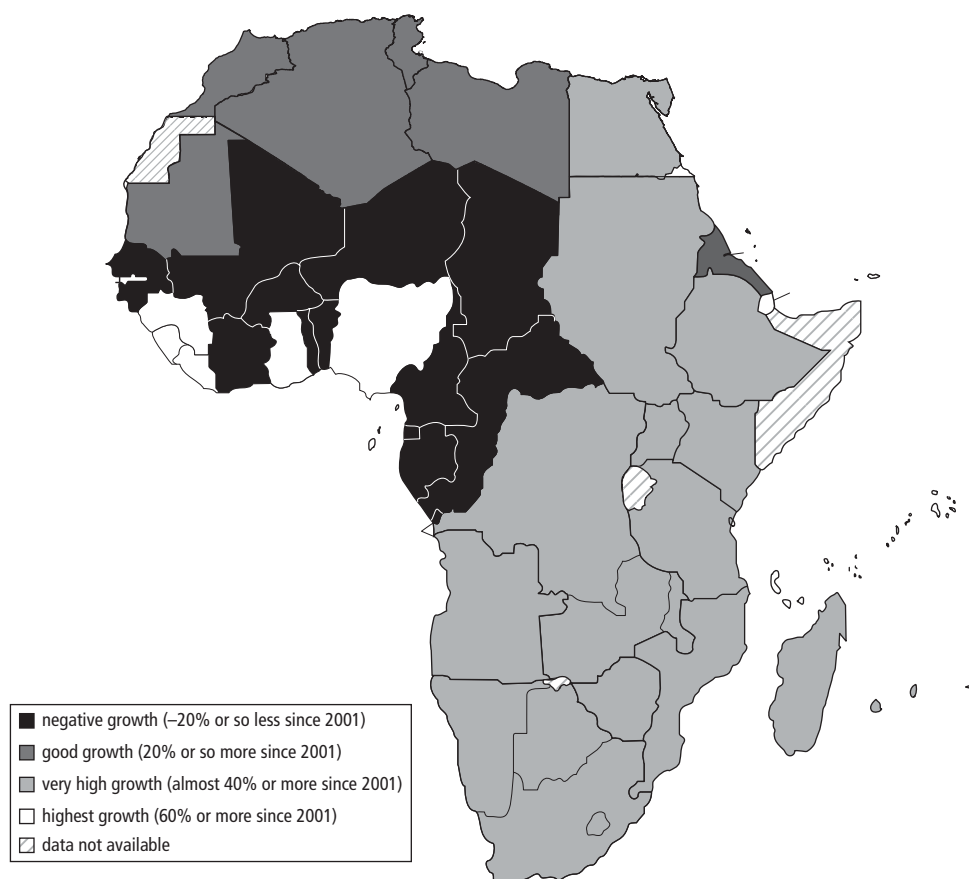 negative growth (–20% or so less since 2001)
good growth (20% or so more since 2001)
very high growth (almost 40% or more since 2001)
highest growth (60% or more since 2001)
data not available